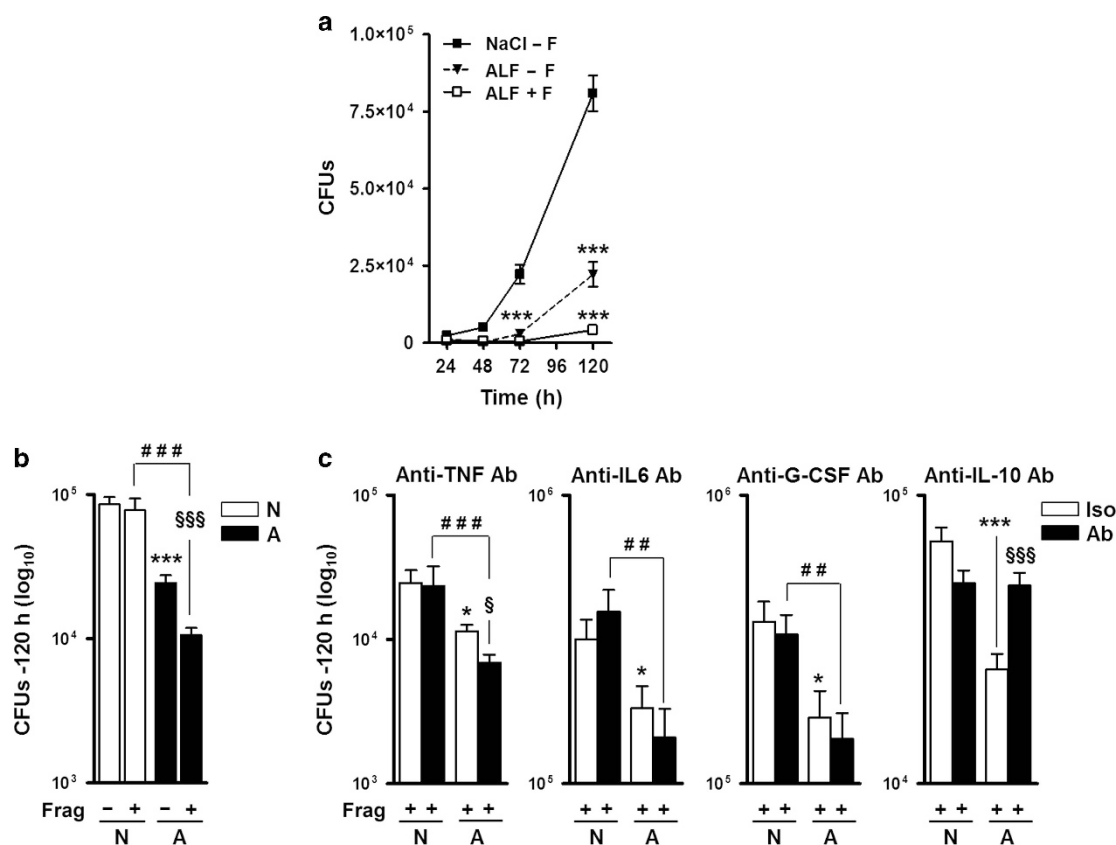 a
1.0×10⁵
7.5×10⁴
5.0×10⁴
2.5×10⁴
0
CFUs
NaCl – F
ALF – F
ALF + F
***
***
***
24 48 72 96 120
Time (h)
b
# # #
§§§
***
N
A
10⁵
10⁴
10³
CFUs -120 h (log₁₀)
Frag – + – +
N A
c
Anti-TNF Ab
10⁵
10⁴
10³
CFUs -120 h (log₁₀)
# # #
*
§
Frag + + + +
N A
Anti-IL6 Ab
10⁶
10⁵
# #
*
+ + + +
N A
Anti-G-CSF Ab
10⁶
10⁵
# #
*
+ + + +
N A
Anti-IL-10 Ab
10⁵
10⁴
***
§§§
+ + + +
N A
Iso
Ab